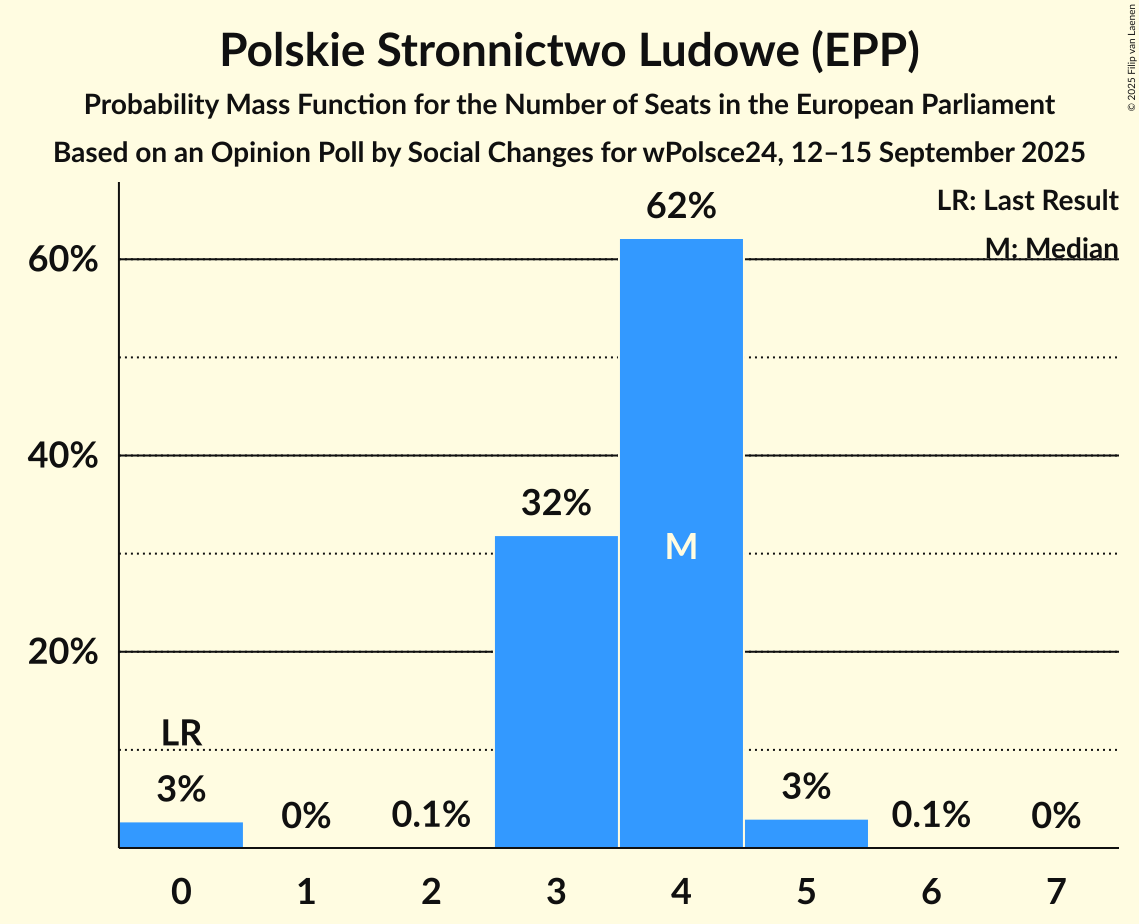 Polskie Stronnictwo Ludowe (EPP)
Probability Mass Function for the Number of Seats in the European Parliament
Based on an Opinion Poll by Social Changes for wPolsce24, 12–15 September 2025
© 2025 Filip van Laenen
LR: Last Result
M: Median
62%
60%
40%
32%
M
20%
LR
3%
0%
0.1%
3%
0.1%
0%
0 1 2 3 4 5 6 7